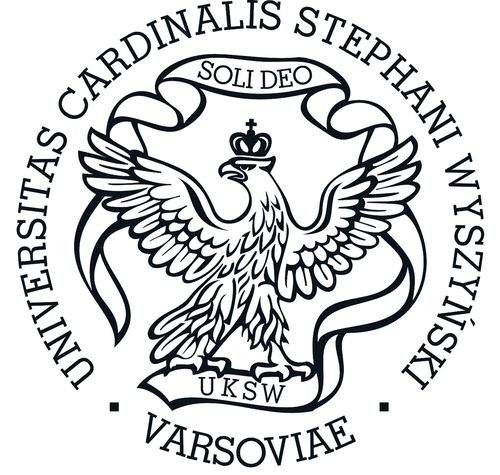 UNIVERSITAS CARDINALIS STEPHANI WYSZYŃSKI
SOLI DEO
UKSW
VARSOVIAE